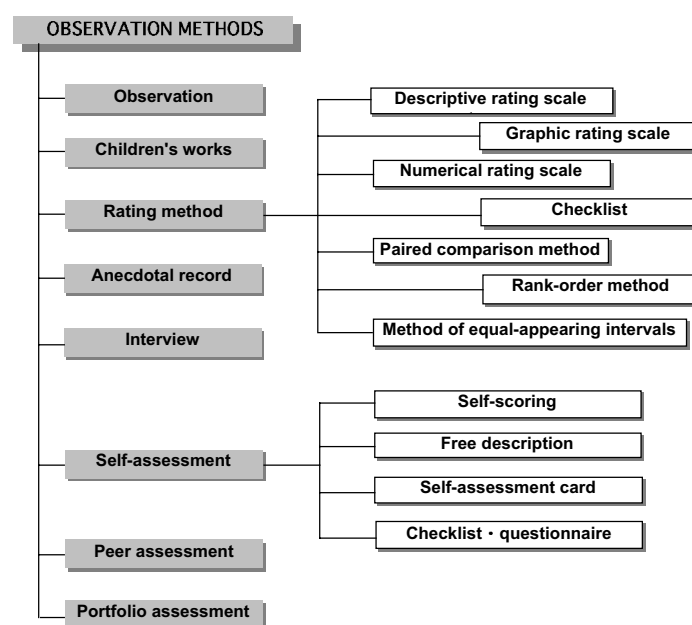 OBSERVATION METHODS
Observation
Children's works
Rating method
Descriptive rating scale
Graphic rating scale
Numerical rating scale
Checklist
Paired comparison method
Rank-order method
Method of equal-appearing intervals
Anecdotal record
Interview
Self-assessment
Self-scoring
Free description
Self-assessment card
Checklist・questionnaire
Peer assessment
Portfolio assessment